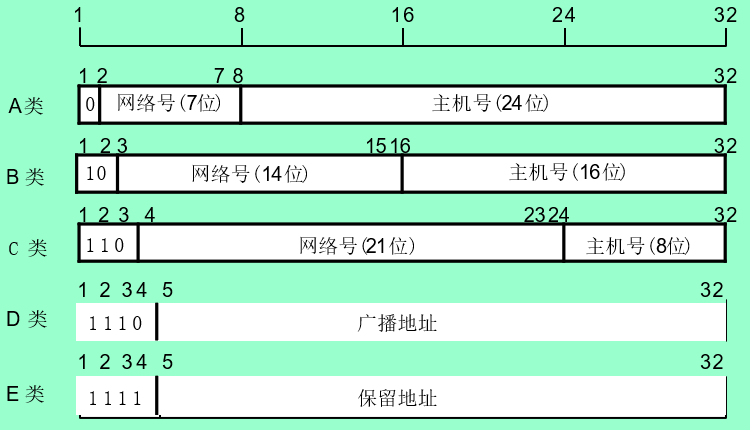 1 8 16 24 32
1 2 7 8 32
A类 0 网络号(7位) 主机号(24位)
1 2 3 15 16 32
B 类 10 网络号(14位) 主机号(16位)
1 2 3 4 23 24 32
C 类 110 网络号(21位) 主机号(8位)
1 2 3 4 5 32
D 类 1110 广播地址
1 2 3 4 5 32
E 类 1111 保留地址